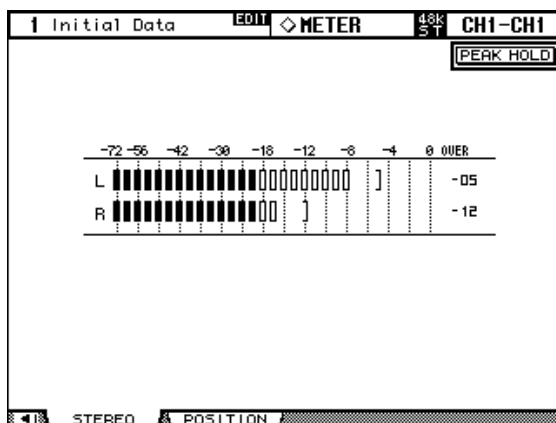 1 Initial Data EDIT ◇METER 48k ST CH1-CH1
PEAK HOLD
-72 -56 -42 -30 -18 -12 -8 -4 0 OVER
L -05
R -12
STEREO POSITION